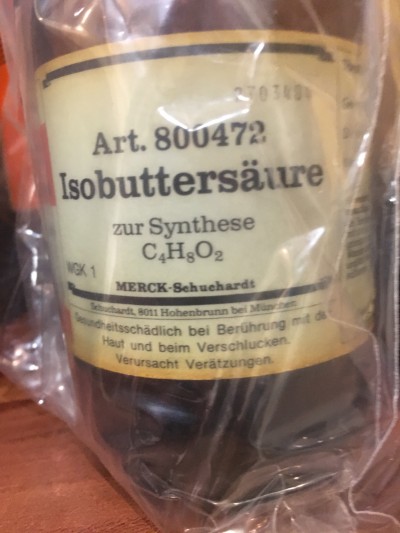 Art. 800472
Isobuttersäure
zur Synthese
C₄H₈O₂
WGK 1
MERCK-Schuchardt
Schuchardt, 8011 Hohenbrunn bei München
Gesundheitsschädlich bei Berührung mit der
Haut und beim Verschlucken.
Verursacht Verätzungen.